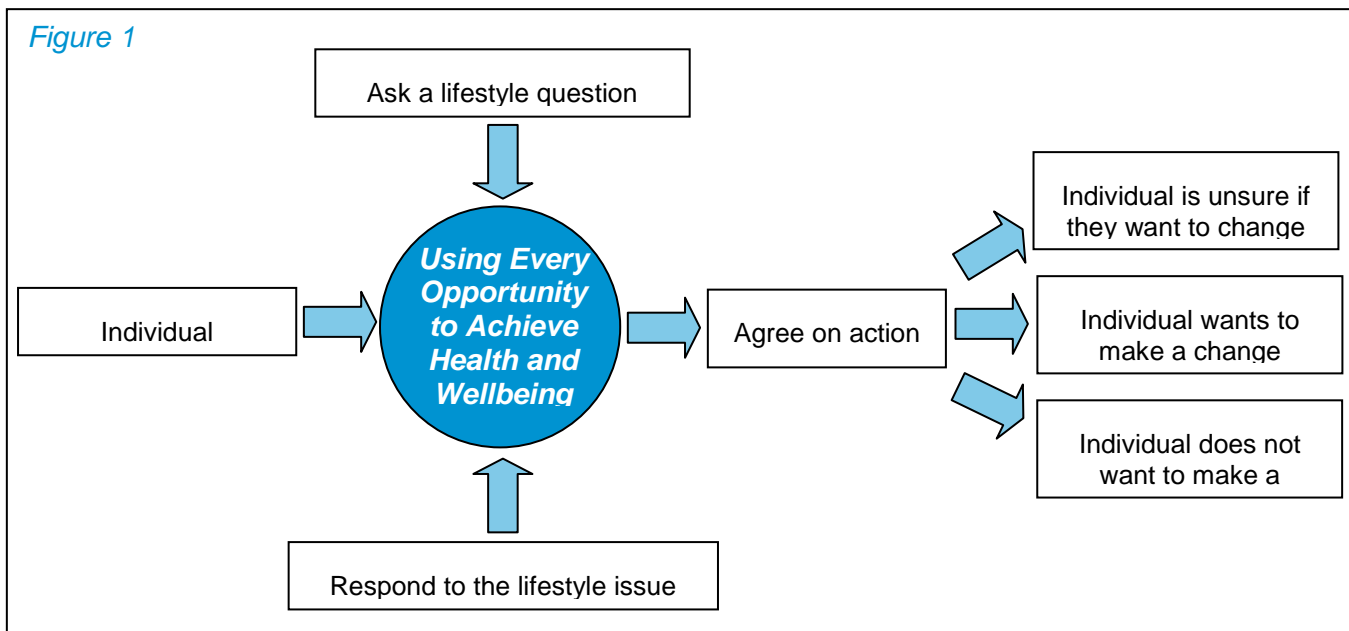 Figure 1
Ask a lifestyle question
Individual
Using Every
Opportunity
to Achieve
Health and
Wellbeing
Respond to the lifestyle issue
Agree on action
Individual is unsure if
they want to change
Individual wants to
make a change
Individual does not
want to make a